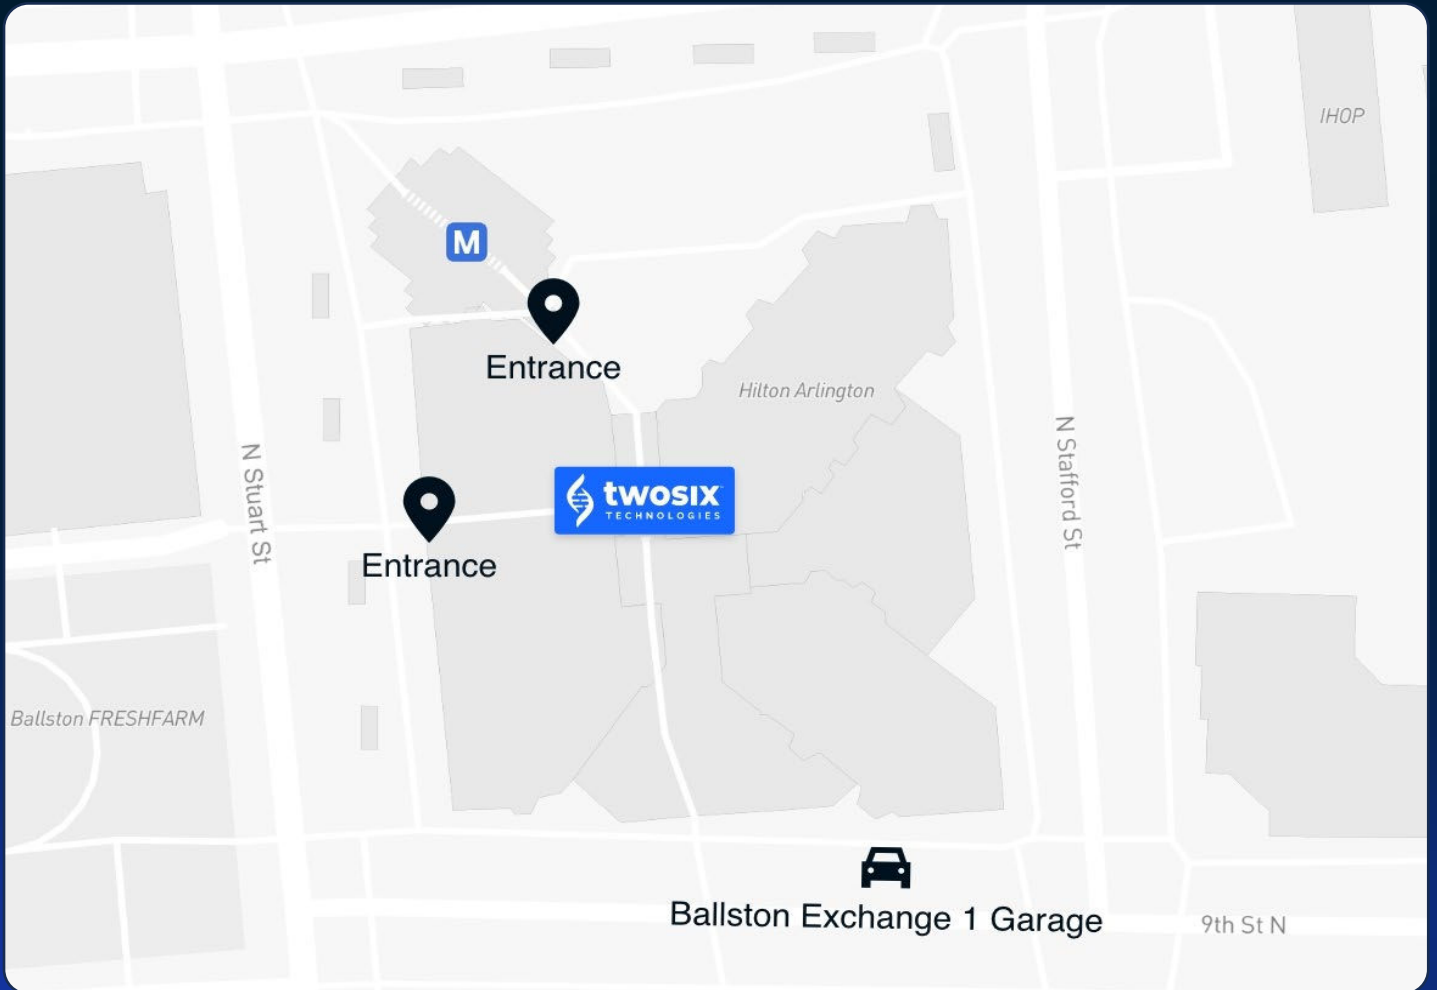 IHOP
M
Entrance
Hilton Arlington
N Stuart St
N Stafford St
twosix
TECHNOLOGIES
Entrance
Ballston FRESHFARM
Ballston Exchange 1 Garage
9th St N